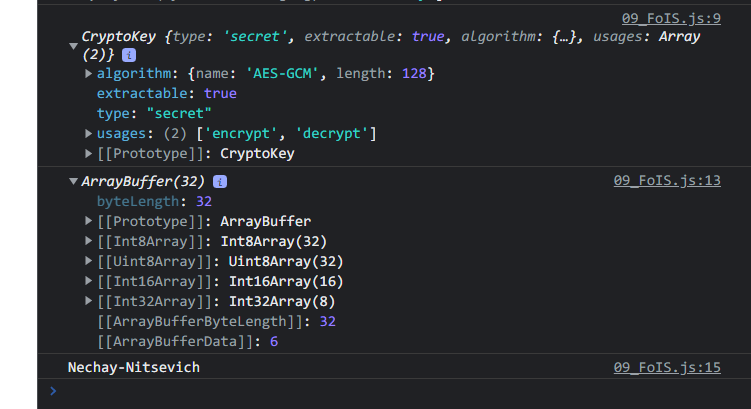 09_FoIS.js:9
CryptoKey {type: 'secret', extractable: true, algorithm: {…}, usages: Array
(2)} i
algorithm: {name: 'AES-GCM', length: 128}
extractable: true
type: "secret"
usages: (2) ['encrypt', 'decrypt']
[[Prototype]]: CryptoKey
ArrayBuffer(32) i 09_FoIS.js:13
byteLength: 32
[[Prototype]]: ArrayBuffer
[[Int8Array]]: Int8Array(32)
[[Uint8Array]]: Uint8Array(32)
[[Int16Array]]: Int16Array(16)
[[Int32Array]]: Int32Array(8)
[[ArrayBufferByteLength]]: 32
[[ArrayBufferData]]: 6
Nechay-Nitsevich 09_FoIS.js:15
>